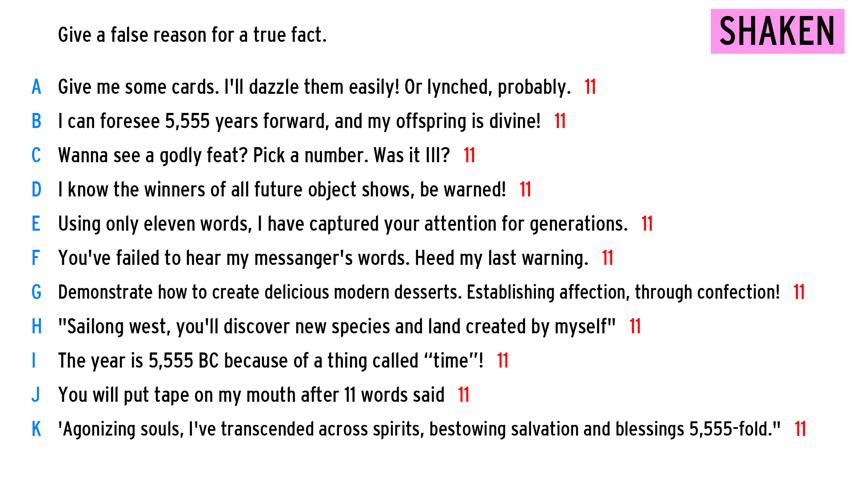 Give a false reason for a true fact.
SHAKEN
A Give me some cards. I'll dazzle them easily! Or lynched, probably. 11
B I can foresee 5,555 years forward, and my offspring is divine! 11
C Wanna see a godly feat? Pick a number. Was it III? 11
D I know the winners of all future object shows, be warned! 11
E Using only eleven words, I have captured your attention for generations. 11
F You've failed to hear my messanger's words. Heed my last warning. 11
G Demonstrate how to create delicious modern desserts. Establishing affection, through confection! 11
H "Sailong west, you'll discover new species and land created by myself" 11
I The year is 5,555 BC because of a thing called “time”! 11
J You will put tape on my mouth after 11 words said 11
K 'Agonizing souls, I've transcended across spirits, bestowing salvation and blessings 5,555-fold." 11